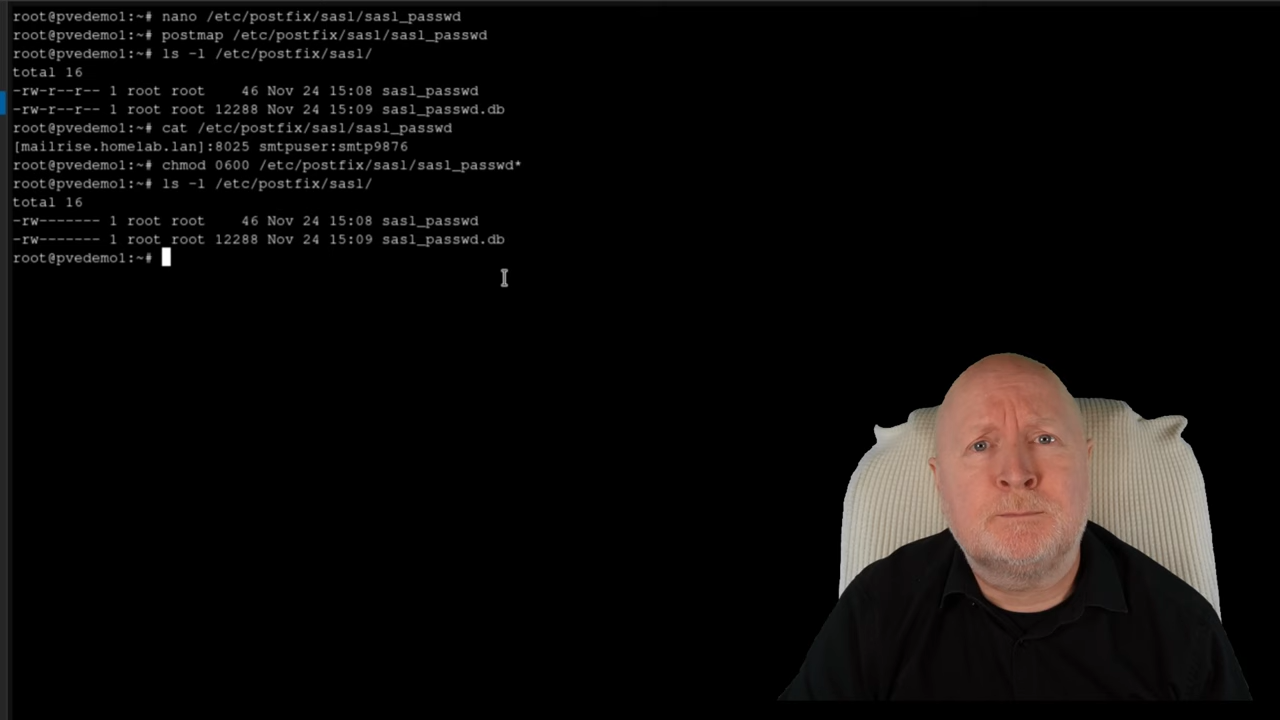 root@pvedemo1:~# nano /etc/postfix/sasl/sasl_passwd
root@pvedemo1:~# postmap /etc/postfix/sasl/sasl_passwd
root@pvedemo1:~# ls -l /etc/postfix/sasl/
total 16
-rw-r--r-- 1 root root    46 Nov 24 15:08 sasl_passwd
-rw-r--r-- 1 root root 12288 Nov 24 15:09 sasl_passwd.db
root@pvedemo1:~# cat /etc/postfix/sasl/sasl_passwd
[mailrise.homelab.lan]:8025 smtpuser:smtp9876
root@pvedemo1:~# chmod 0600 /etc/postfix/sasl/sasl_passwd*
root@pvedemo1:~# ls -l /etc/postfix/sasl/
total 16
-rw------- 1 root root    46 Nov 24 15:08 sasl_passwd
-rw------- 1 root root 12288 Nov 24 15:09 sasl_passwd.db
root@pvedemo1:~#